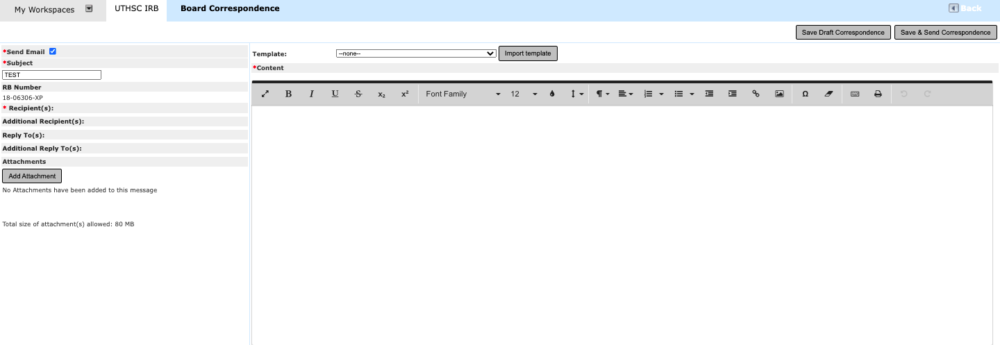 My Workspaces UTHSC IRB Board Correspondence Back
Save Draft Correspondence Save & Send Correspondence
*Send Email
*Subject
TEST
RB Number
18-06306-XP
* Recipient(s):
Additional Recipient(s):
Reply To(s):
Additional Reply To(s):
Attachments
Add Attachment
No Attachments have been added to this message
Total size of attachment(s) allowed: 80 MB
Template: --none-- Import template
*Content
B I U S x₂ x² Font Family 12 ¶ Ω